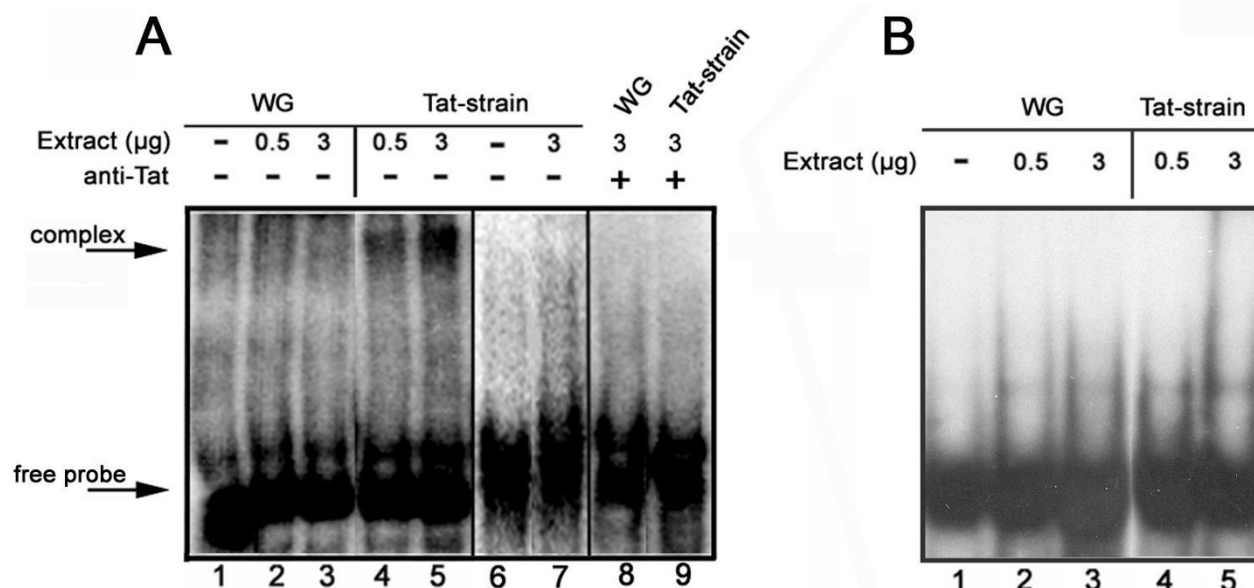 A
B
WG Tat-strain WG Tat-strain
Extract (µg) - 0.5 3 0.5 3 - 3 3 3
anti-Tat - - - - - - - + +
complex
free probe
1 2 3 4 5 6 7 8 9
WG Tat-strain
Extract (µg) - 0.5 3 0.5 3
1 2 3 4 5